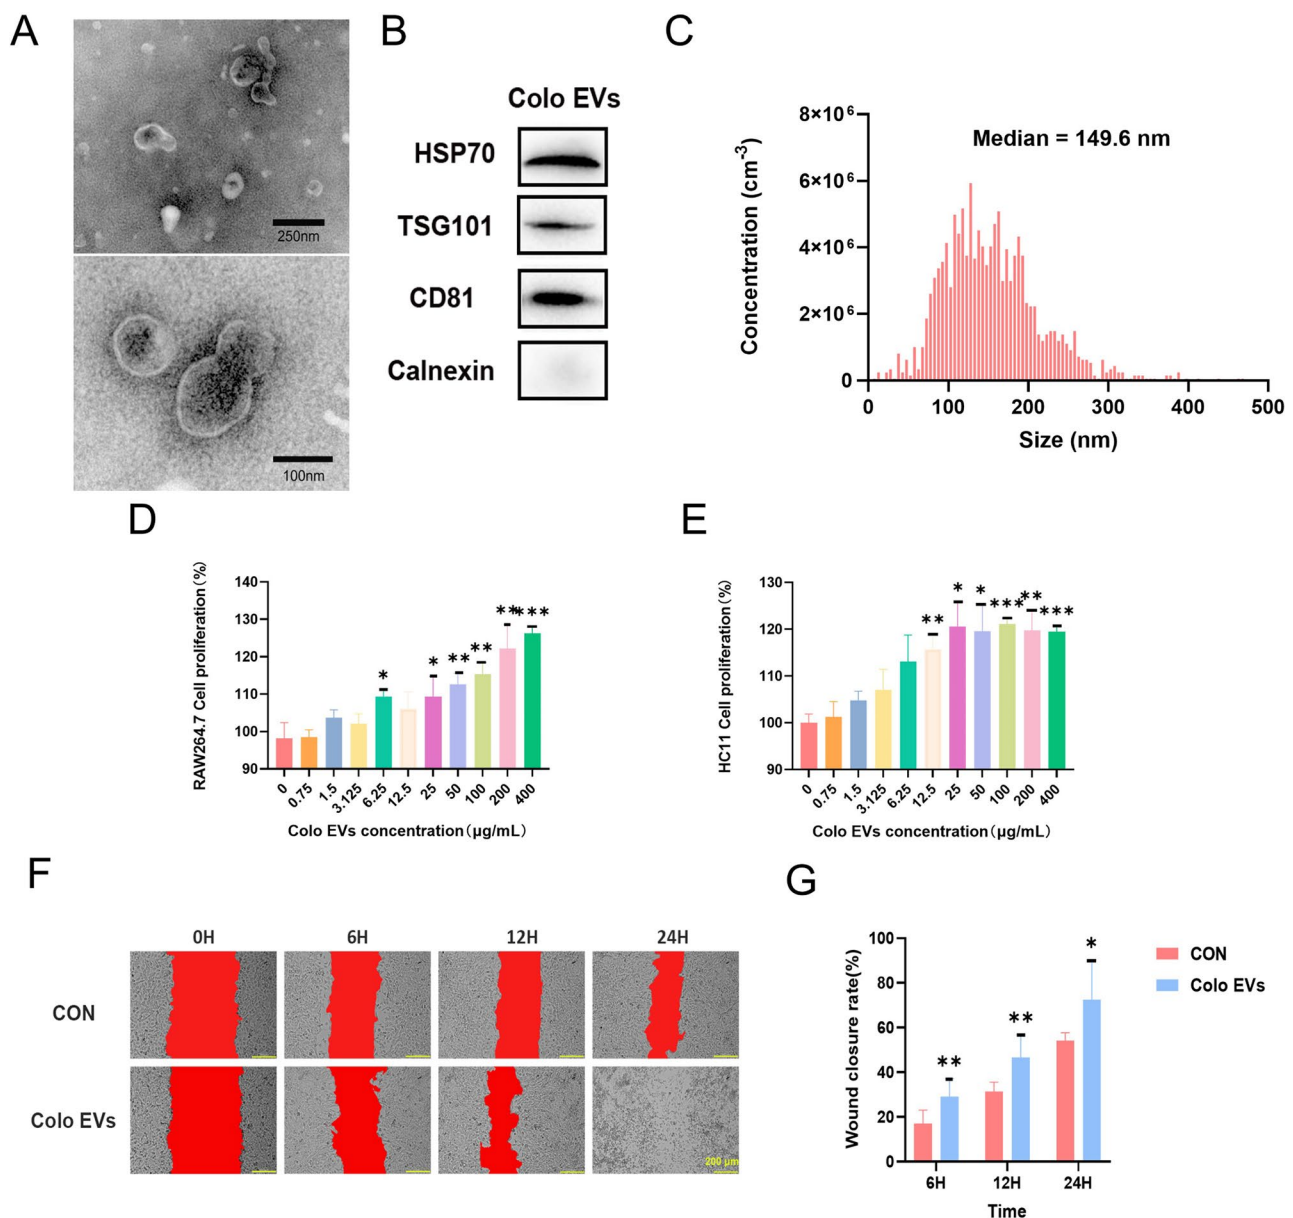 A
250nm
100nm
B
Colo EVs
HSP70
TSG101
CD81
Calnexin
C
Median = 149.6 nm
Concentration (cm⁻³)
8×10⁶
6×10⁶
4×10⁶
2×10⁶
0
0 100 200 300 400 500
Size (nm)
D
RAW264.7 Cell proliferation(%)
140
130
120
110
100
90
* * ** ** ** ***
0 0.75 1.5 3.125 6.25 12.5 25 50 100 200 400
Colo EVs concentration(μg/mL)
E
HC11 Cell proliferation(%)
130
120
110
100
90
** * * *** ** ***
0 0.75 1.5 3.125 6.25 12.5 25 50 100 200 400
Colo EVs concentration(μg/mL)
F
0H 6H 12H 24H
CON
Colo EVs
200 μm
G
Wound closure rate(%)
100
80
60
40
20
0
** ** *
6H 12H 24H
Time
CON
Colo EVs